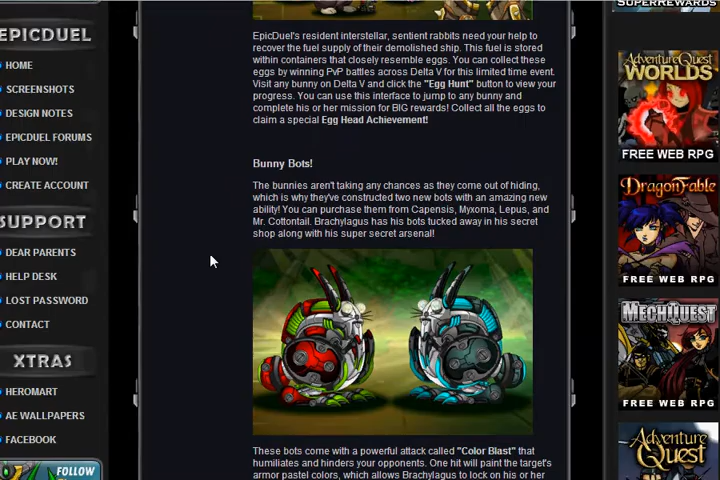 EPICDUEL
HOME
SCREENSHOTS
DESIGN NOTES
EPICDUEL FORUMS
PLAY NOW!
CREATE ACCOUNT
SUPPORT
DEAR PARENTS
HELP DESK
LOST PASSWORD
CONTACT
XTRAS
HEROMART
AE WALLPAPERS
FACEBOOK
FOLLOW
EpicDuel's resident interstellar, sentient rabbits need your help to
recover the fuel supply of their demolished ship. This fuel is stored
within containers that closely resemble eggs. You can collect these
eggs by winning PvP battles across Delta V for this limited time event.
Visit any bunny on Delta V and click the "Egg Hunt" button to view your
progress. You can use this interface to jump to any bunny and
complete his or her mission for BIG rewards! Collect all the eggs to
claim a special Egg Head Achievement!
Bunny Bots!
The bunnies aren't taking any chances as they come out of hiding,
which is why they've constructed two new bots with an amazing new
ability! You can purchase them from Capensis, Myxorna, Lepus, and
Mr. Cottontail. Brachylagus has his bots tucked away in his secret
shop along with his super secret arsenal!
These bots come with a powerful attack called "Color Blast" that
humiliates and hinders your opponents. One hit will paint the target's
armor pastel colors, which allows Brachylagus to lock on his or her
SUPERREWARDS
AdventureQuest
WORLDS
FREE WEB RPG
DragonFable
FREE WEB RPG
MechQuest
FREE WEB RPG
Adventure
Quest